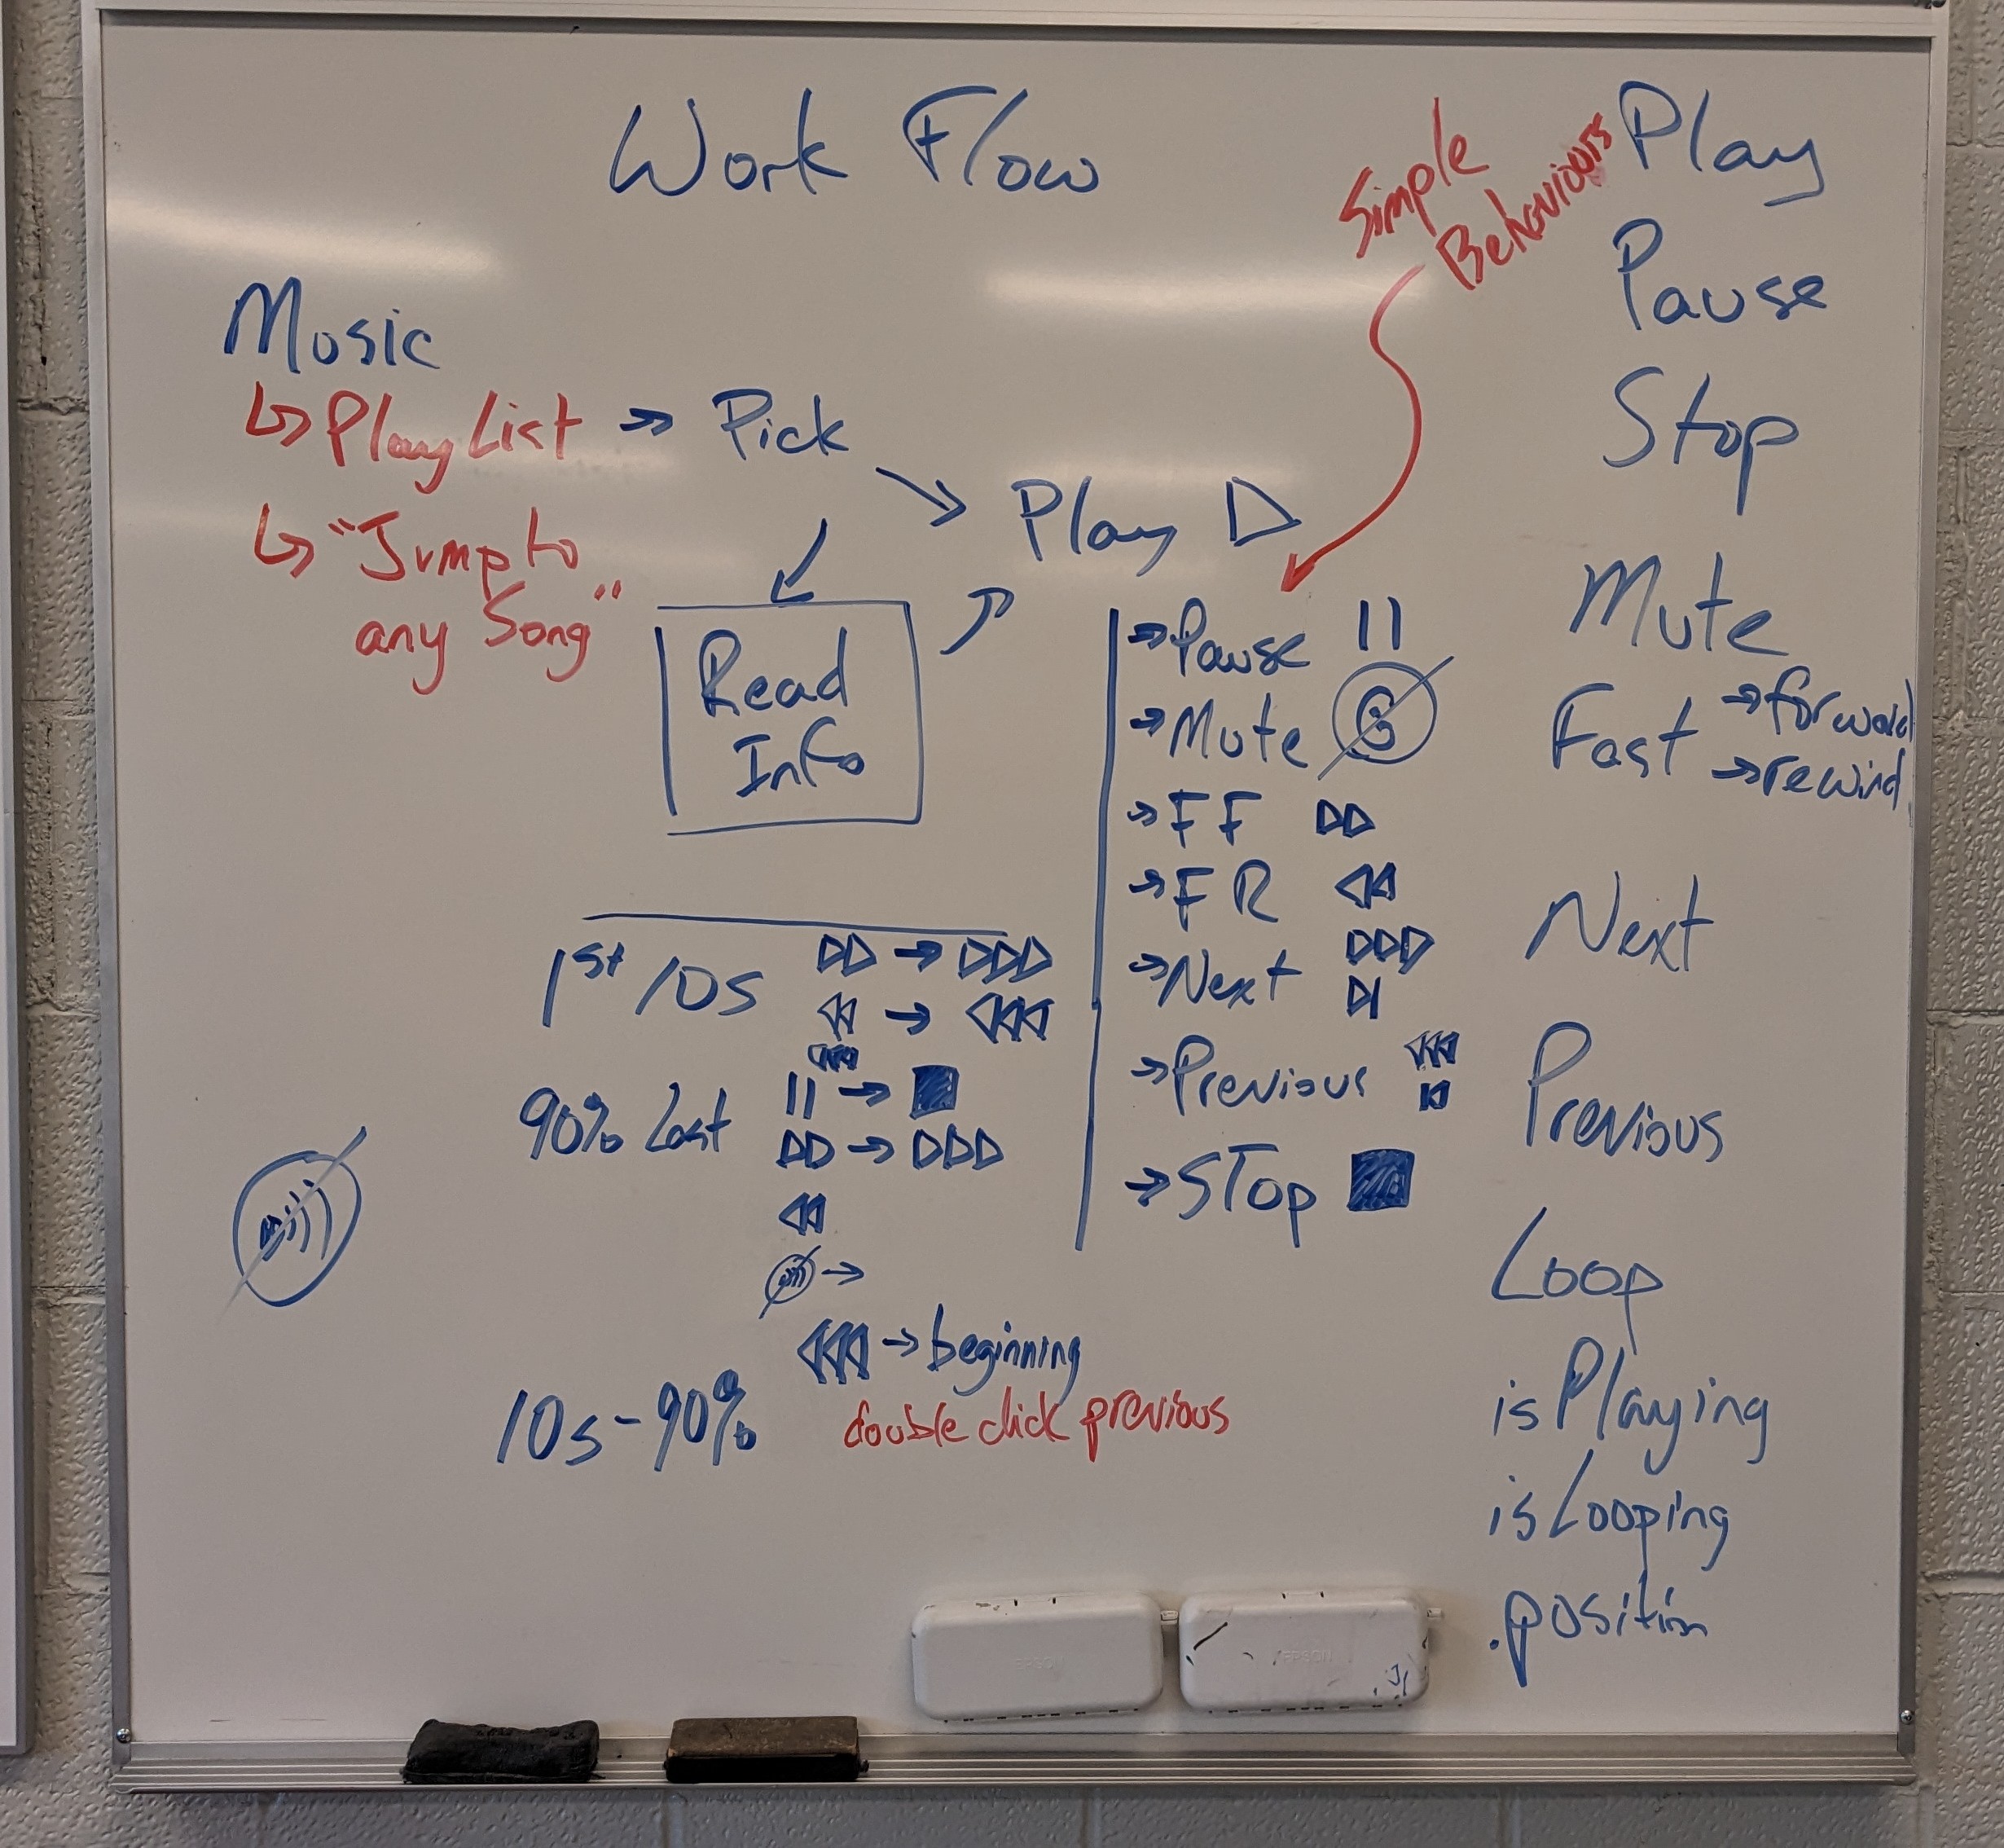 Work Flow
Music
PlayList → Pick
"Jump to
any Song"
Play
Read
Info
Simple
Behaviours
→Pause
→Mute
→FF
→FR
→Next
→Previous
→STop
1st 10s
90% Last
→beginning
10s-90%
double click previous
Play
Pause
Stop
Mute
Fast →forward
→rewind
Next
Previous
Loop
isPlaying
isLooping
.position
EPSON
EPSON